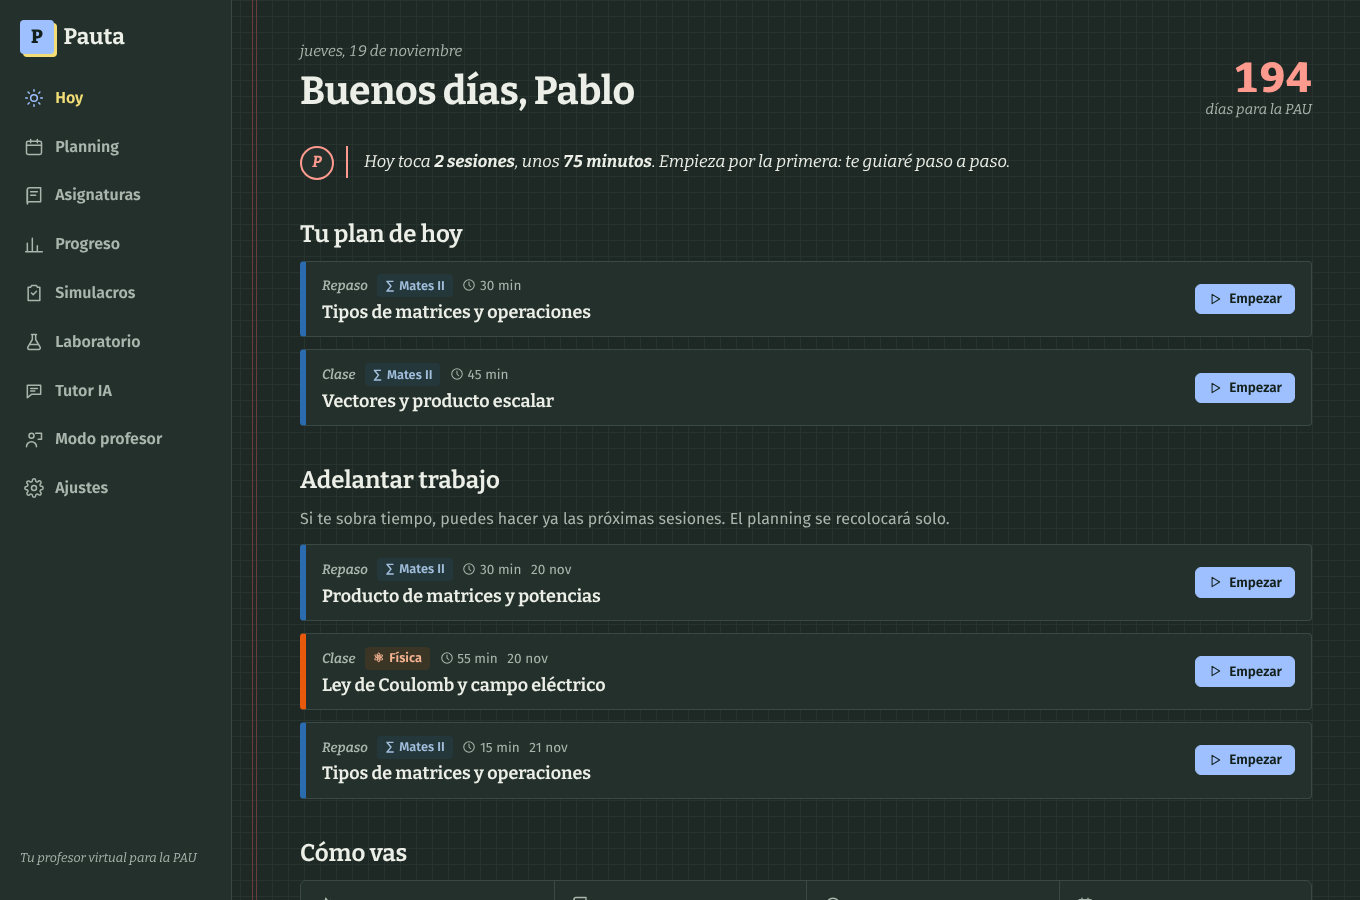 P Pauta
Hoy
Planning
Asignaturas
Progreso
Simulacros
Laboratorio
Tutor IA
Modo profesor
Ajustes
Tu profesor virtual para la PAU
jueves, 19 de noviembre
Buenos días, Pablo
194
días para la PAU
P Hoy toca 2 sesiones, unos 75 minutos. Empieza por la primera: te guiaré paso a paso.
Tu plan de hoy
Repaso ∑ Mates II 30 min
Tipos de matrices y operaciones
Empezar
Clase ∑ Mates II 45 min
Vectores y producto escalar
Empezar
Adelantar trabajo
Si te sobra tiempo, puedes hacer ya las próximas sesiones. El planning se recolocará solo.
Repaso ∑ Mates II 30 min 20 nov
Producto de matrices y potencias
Empezar
Clase ⚛ Física 55 min 20 nov
Ley de Coulomb y campo eléctrico
Empezar
Repaso ∑ Mates II 15 min 21 nov
Tipos de matrices y operaciones
Empezar
Cómo vas